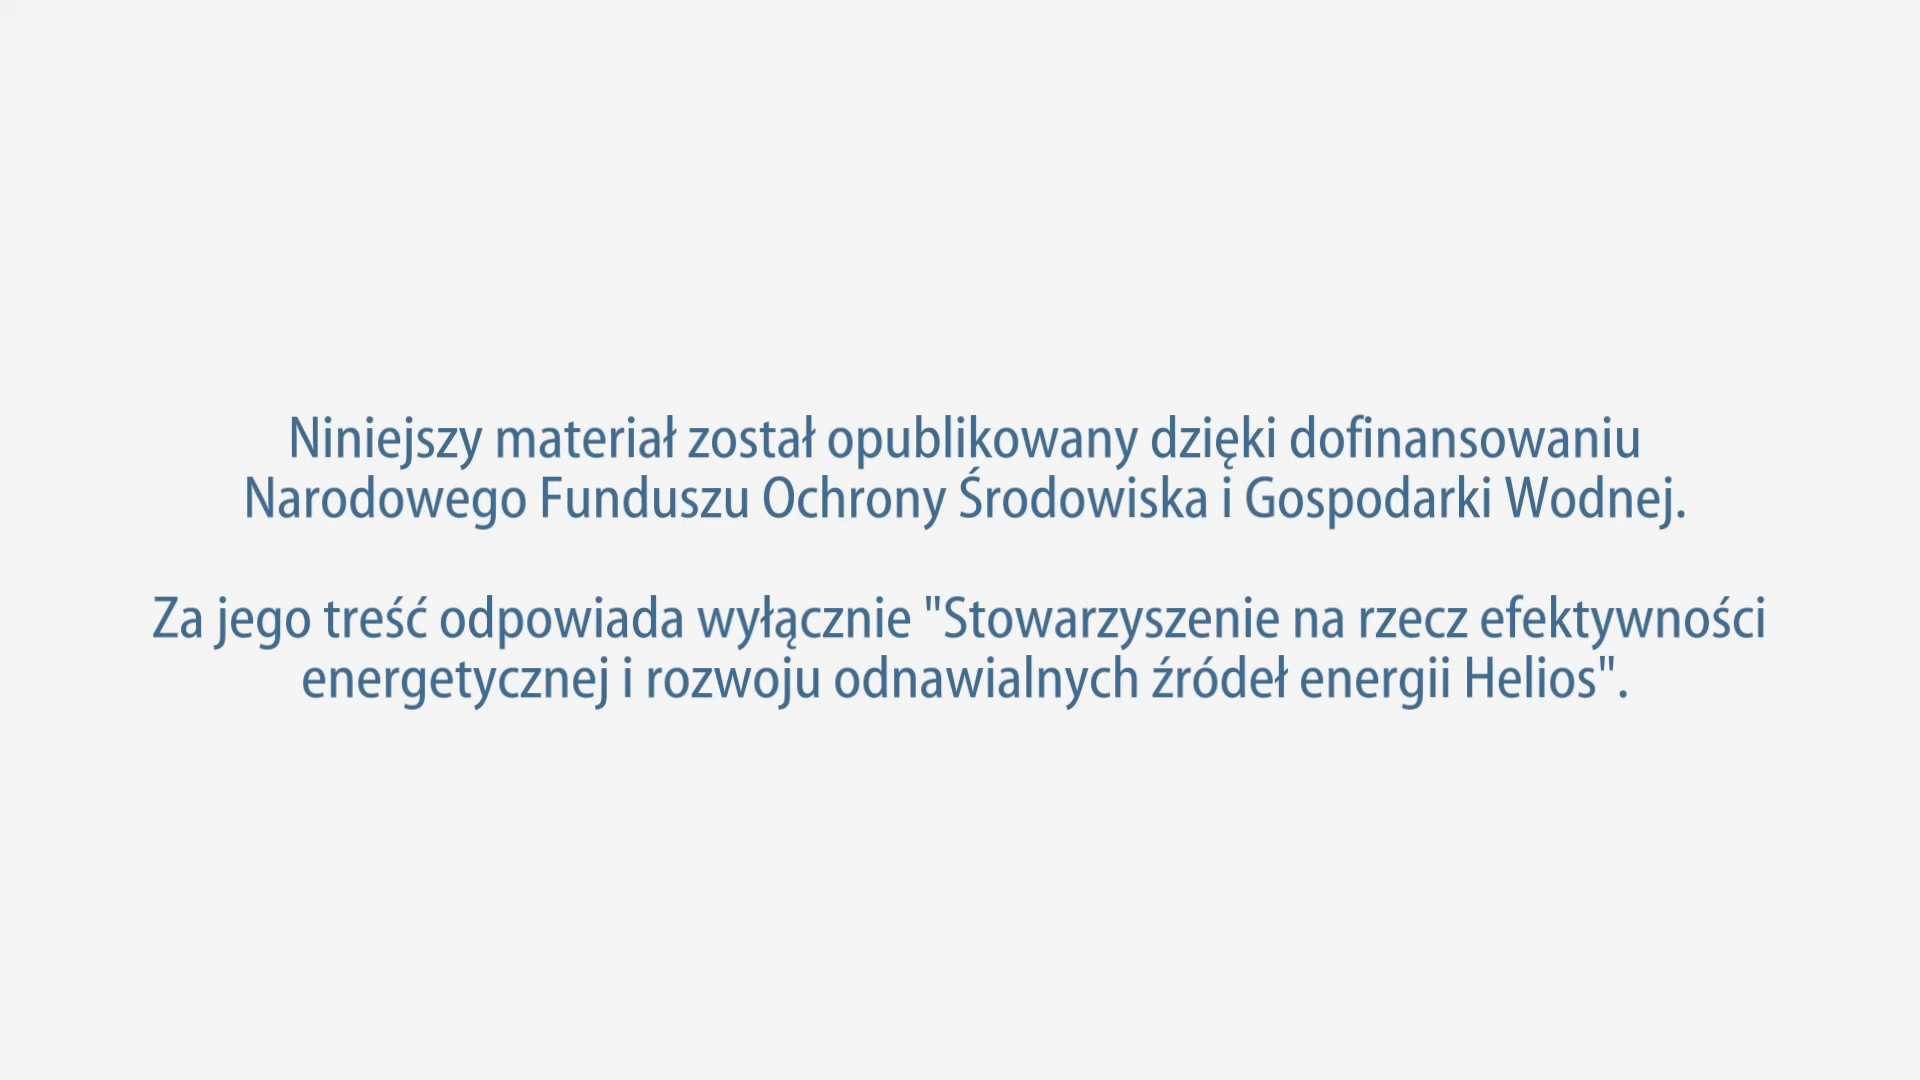 Niniejszy materiał został opublikowany dzięki dofinansowaniu
Narodowego Funduszu Ochrony Środowiska i Gospodarki Wodnej.
Za jego treść odpowiada wyłącznie "Stowarzyszenie na rzecz efektywności
energetycznej i rozwoju odnawialnych źródeł energii Helios".